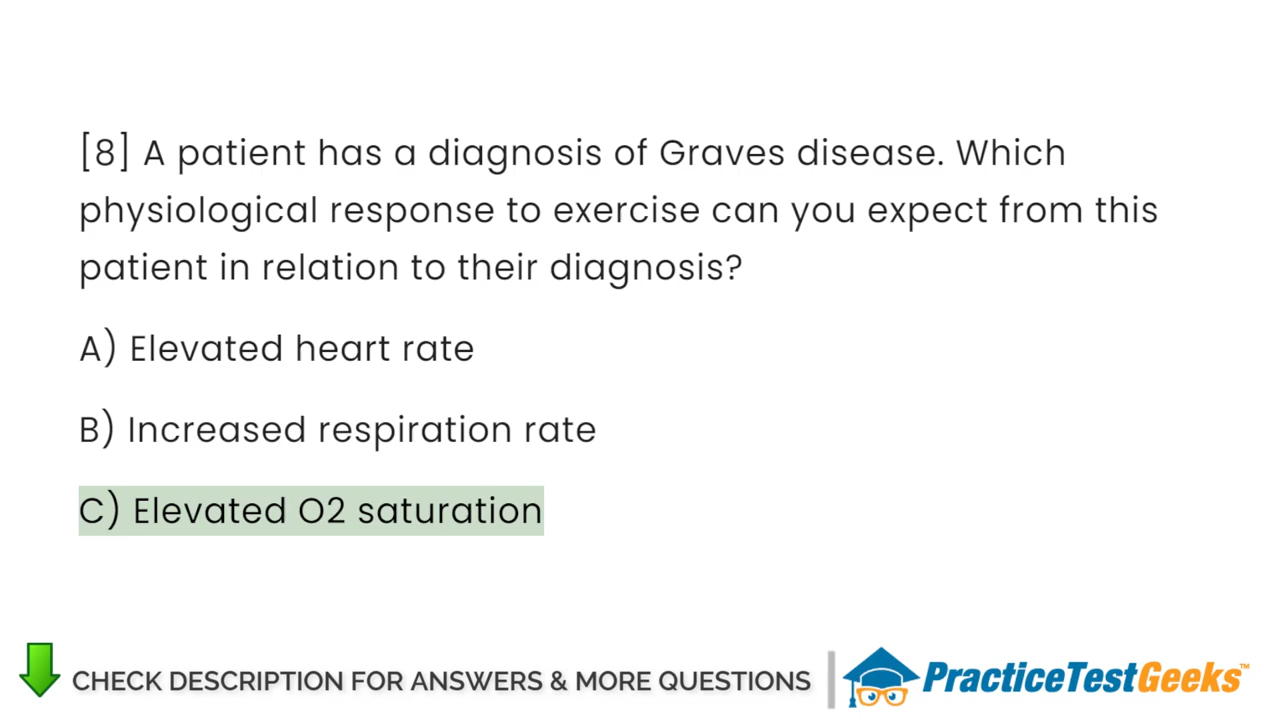 [8] A patient has a diagnosis of Graves disease. Which
physiological response to exercise can you expect from this
patient in relation to their diagnosis?
A) Elevated heart rate
B) Increased respiration rate
C) Elevated O2 saturation
CHECK DESCRIPTION FOR ANSWERS & MORE QUESTIONS
PracticeTestGeeks™